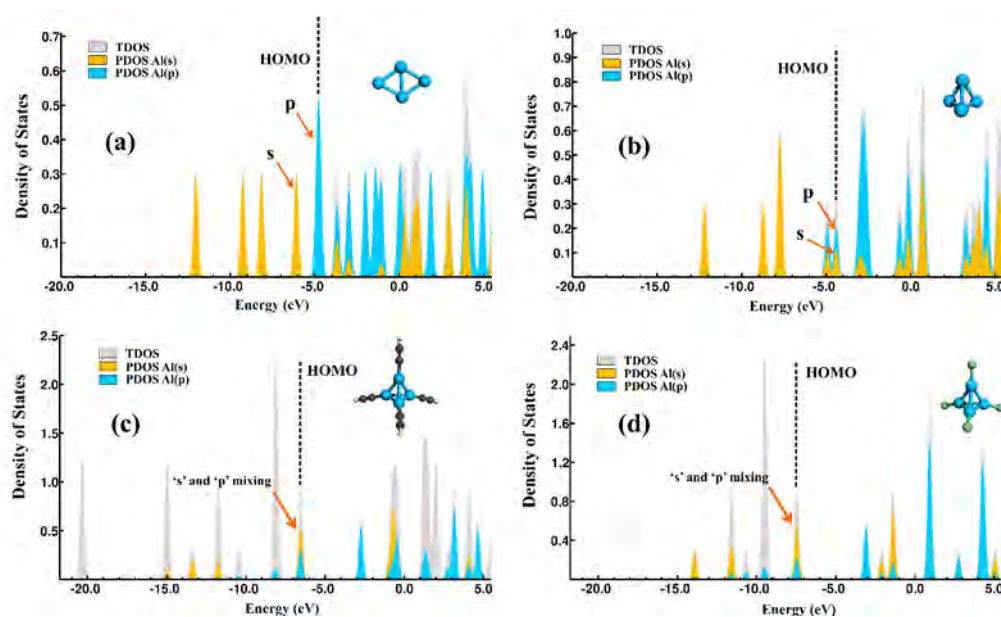 0.7
TDOS
PDOS Al(s)
PDOS Al(p)
HOMO
0.6
0.5
0.4
0.3
0.2
0.1
p
s
(a)
Density of States
-20.0
-15.0
-10.0
-5.0
0.0
5.0
Energy (eV)
1.0
TDOS
PDOS Al(s)
PDOS Al(p)
HOMO
0.9
0.8
0.7
0.6
0.5
0.4
0.3
0.2
0.1
p
s
(b)
Density of States
-20.0
-15.0
-10.0
-5.0
0.0
5.0
Energy (eV)
2.5
TDOS
PDOS Al(s)
PDOS Al(p)
HOMO
2.0
1.5
1.0
0.5
(c)
's' and 'p' mixing
Density of States
-20.0
-15.0
-10.0
-5.0
0.0
5.0
Energy (eV)
2.4
TDOS
PDOS Al(s)
PDOS Al(p)
HOMO
2.0
1.6
1.2
0.8
0.4
(d)
's' and 'p' mixing
Density of States
-20.0
-15.0
-10.0
-5.0
0.0
5.0
Energy (eV)